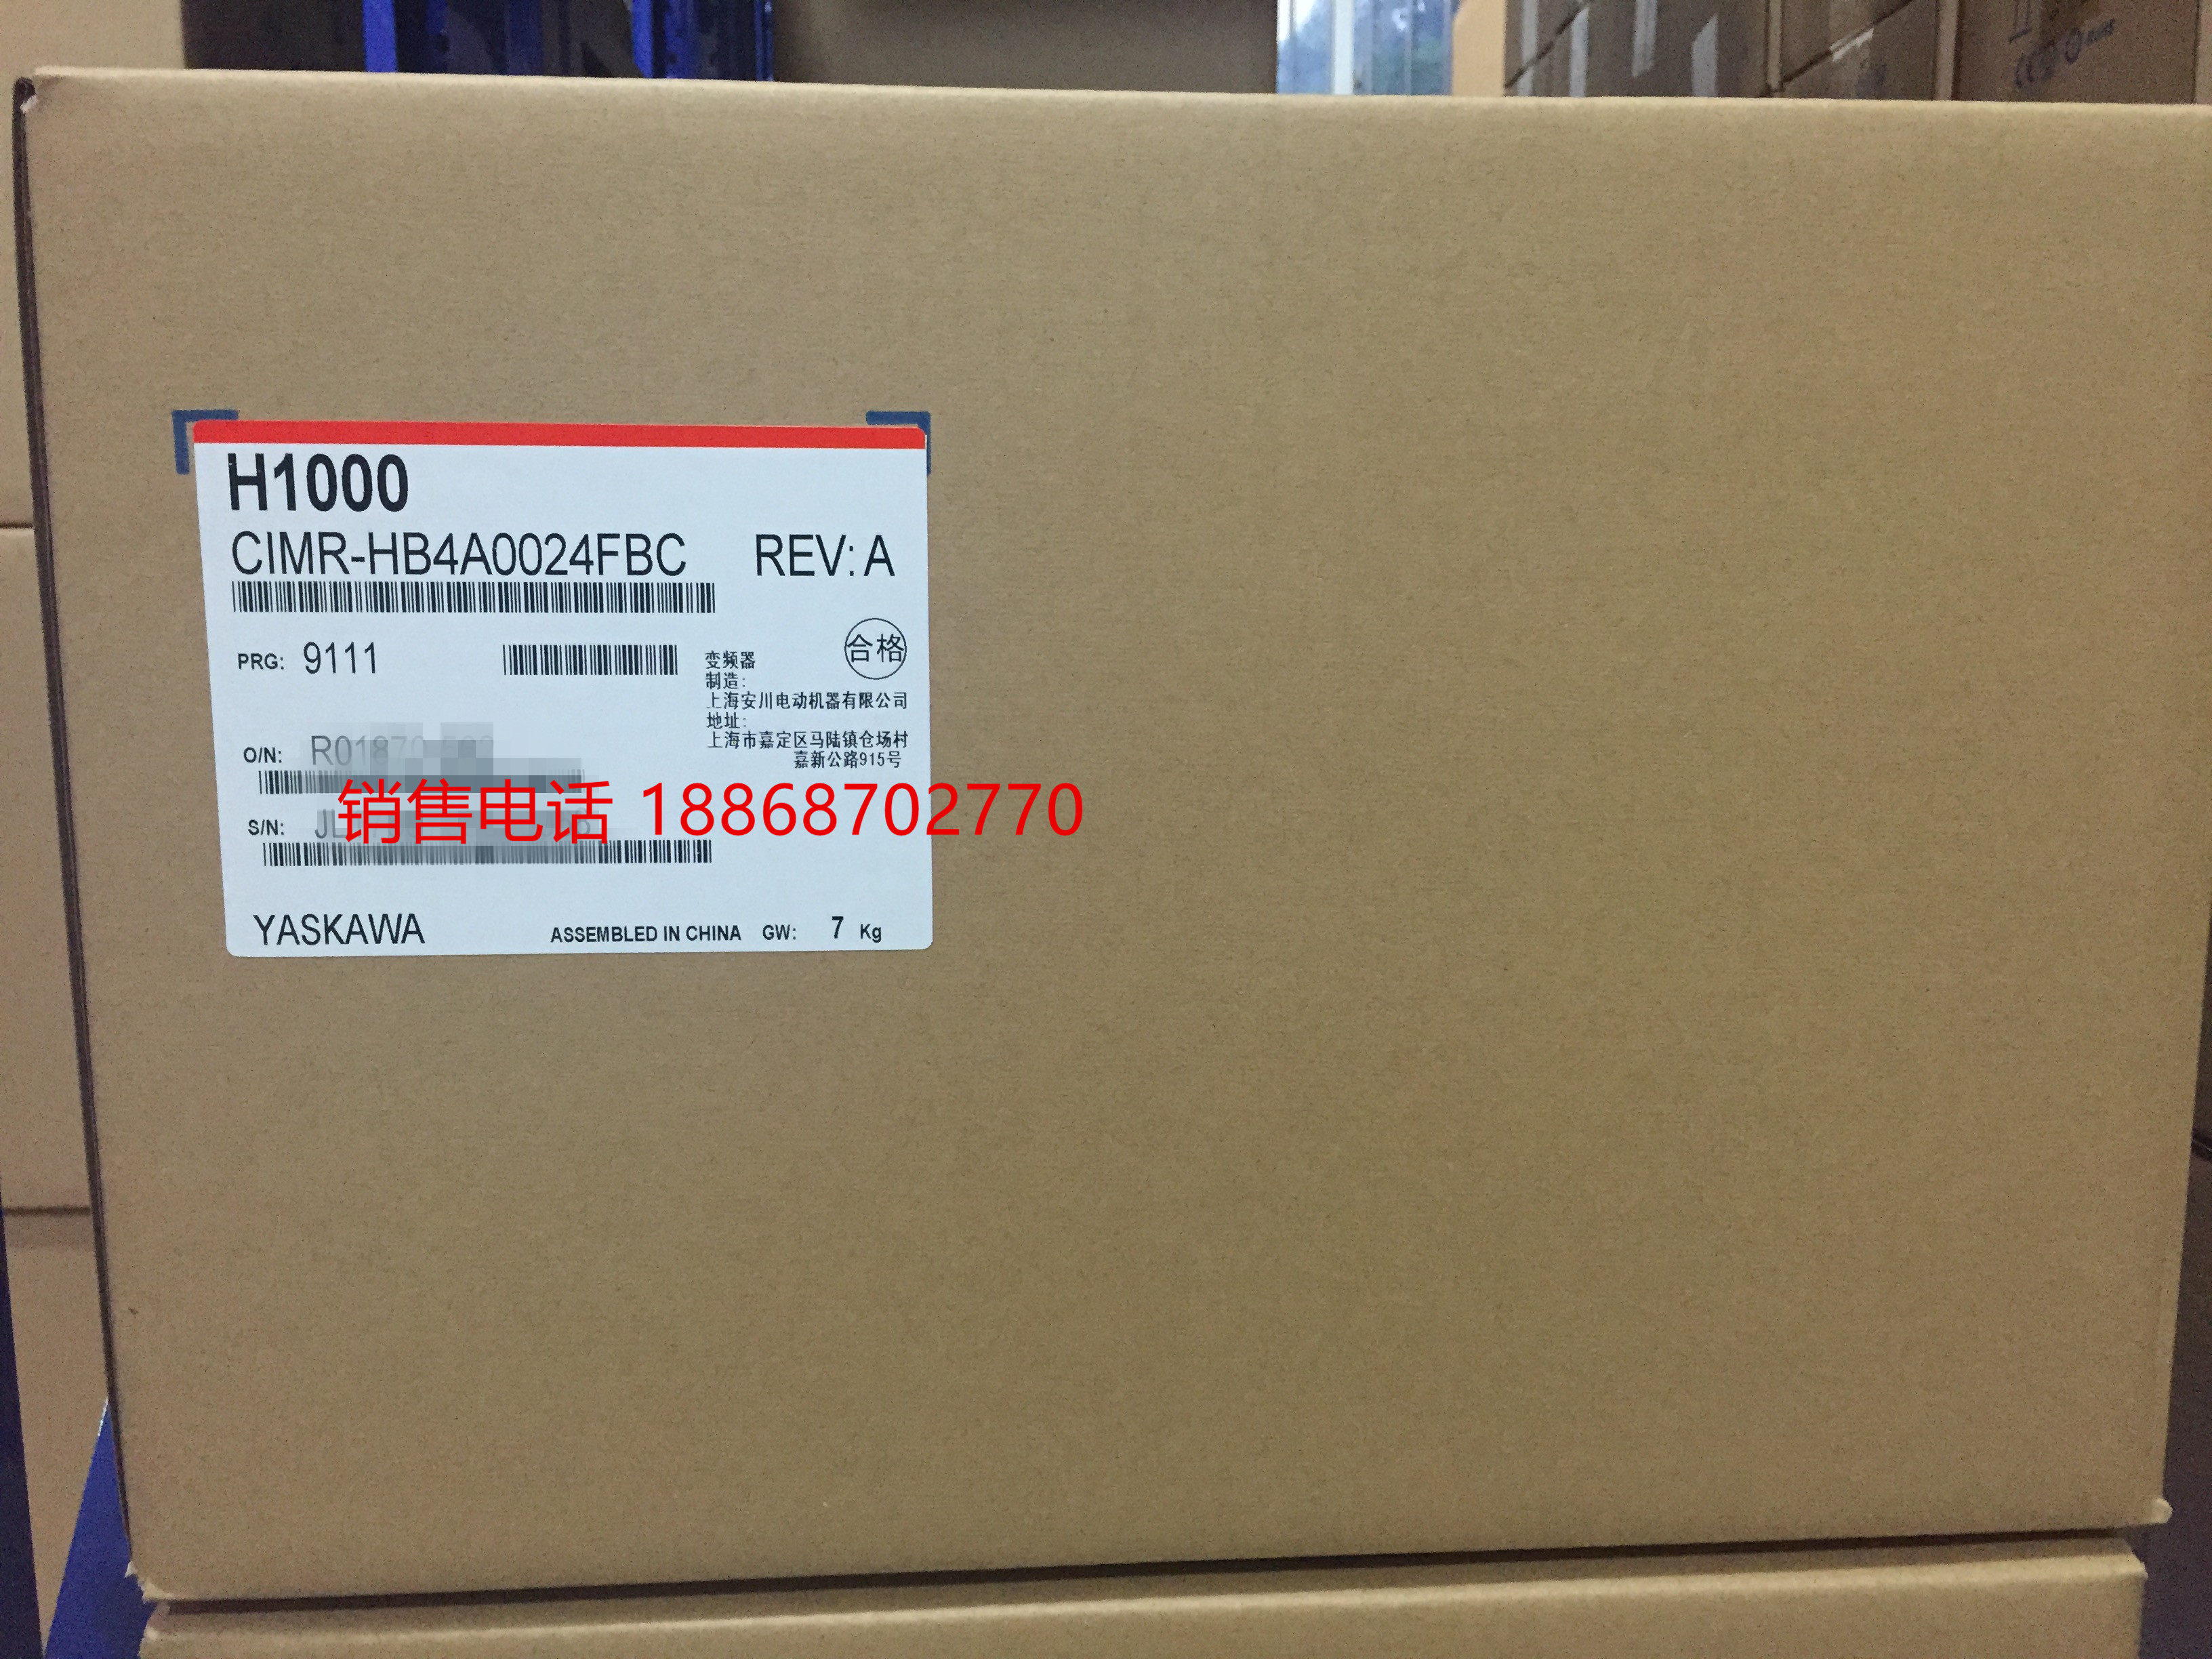 H1000
CIMR-HB4A0024FBC REV: A
PRG: 9111
合格
变频器
制造:
上海安川电动机器有限公司
地址:
上海市嘉定区马陆镇仓场村
嘉新公路915号
O/N:
销售电话 18868702770
S/N:
YASKAWA ASSEMBLED IN CHINA GW: 7 Kg